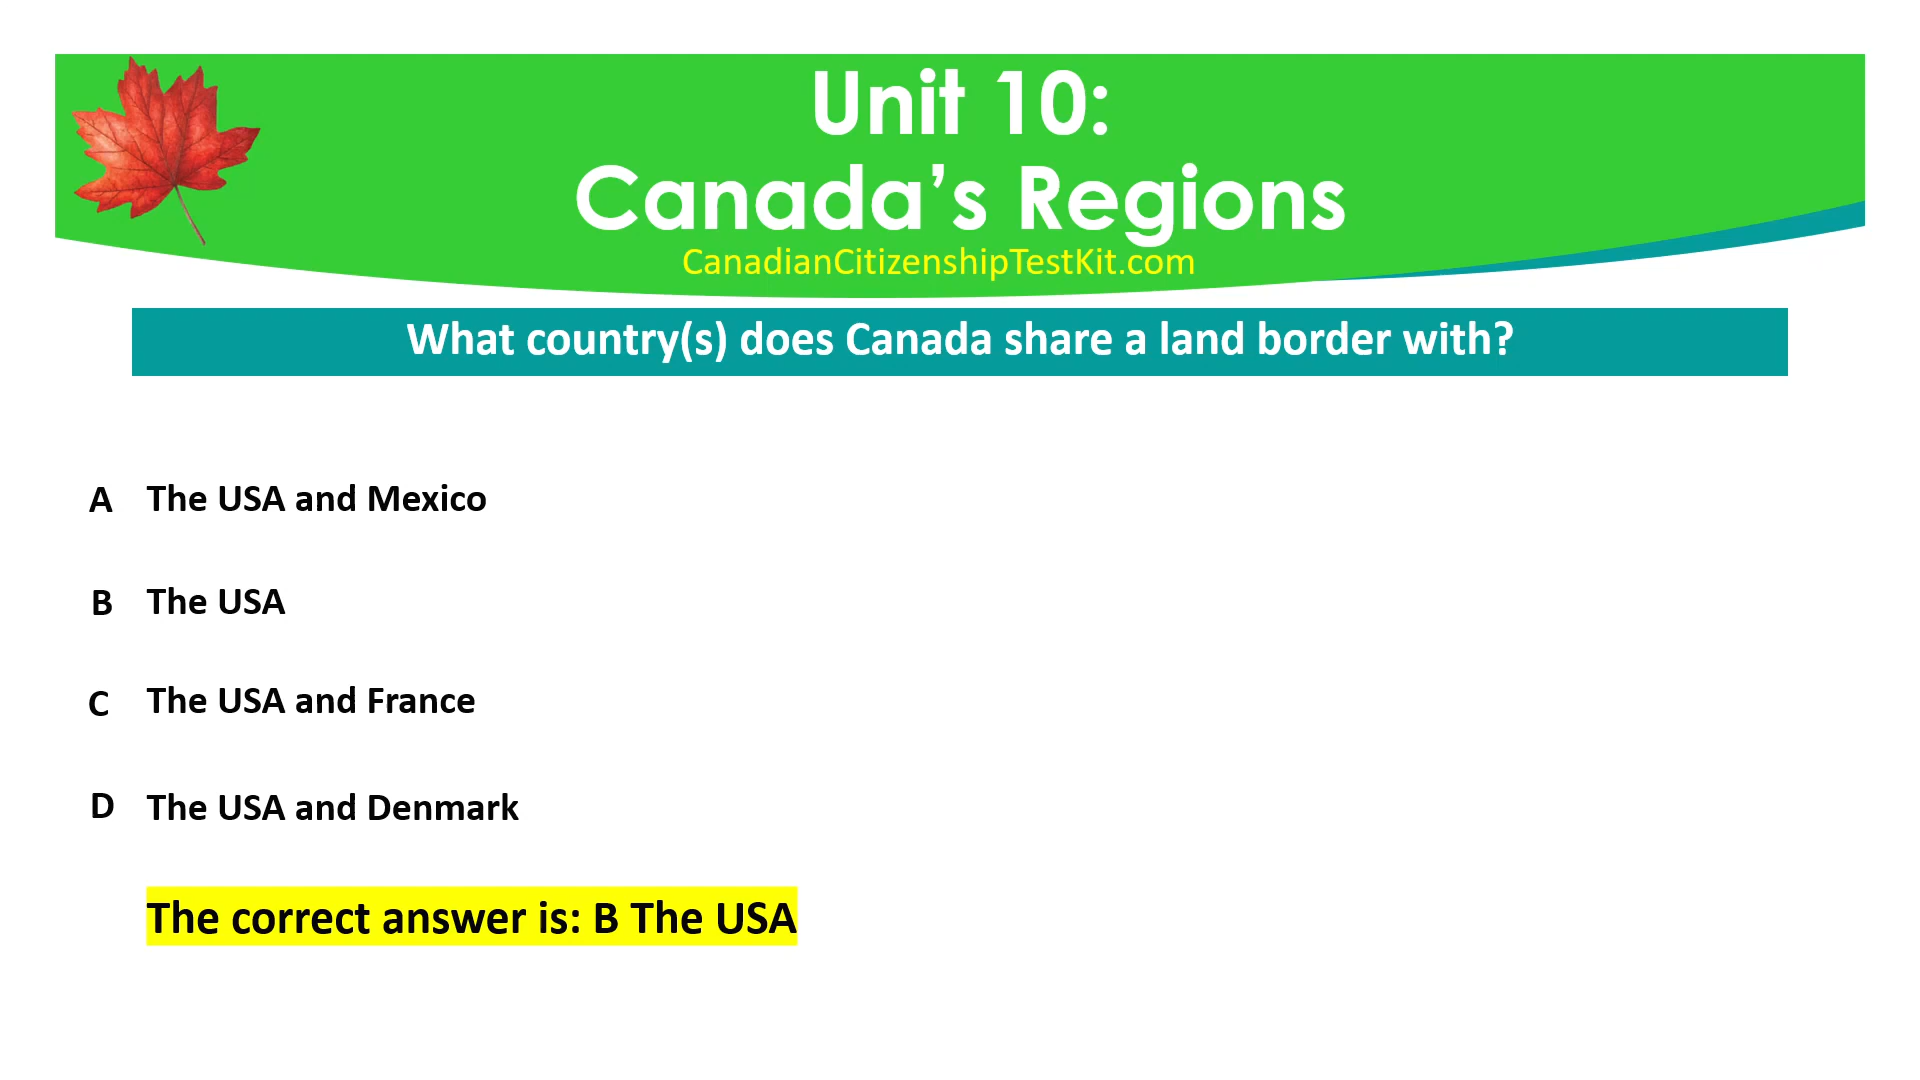 Unit 10:
Canada’s Regions
CanadianCitizenshipTestKit.com
What country(s) does Canada share a land border with?
A The USA and Mexico
B The USA
C The USA and France
D The USA and Denmark
The correct answer is: B The USA